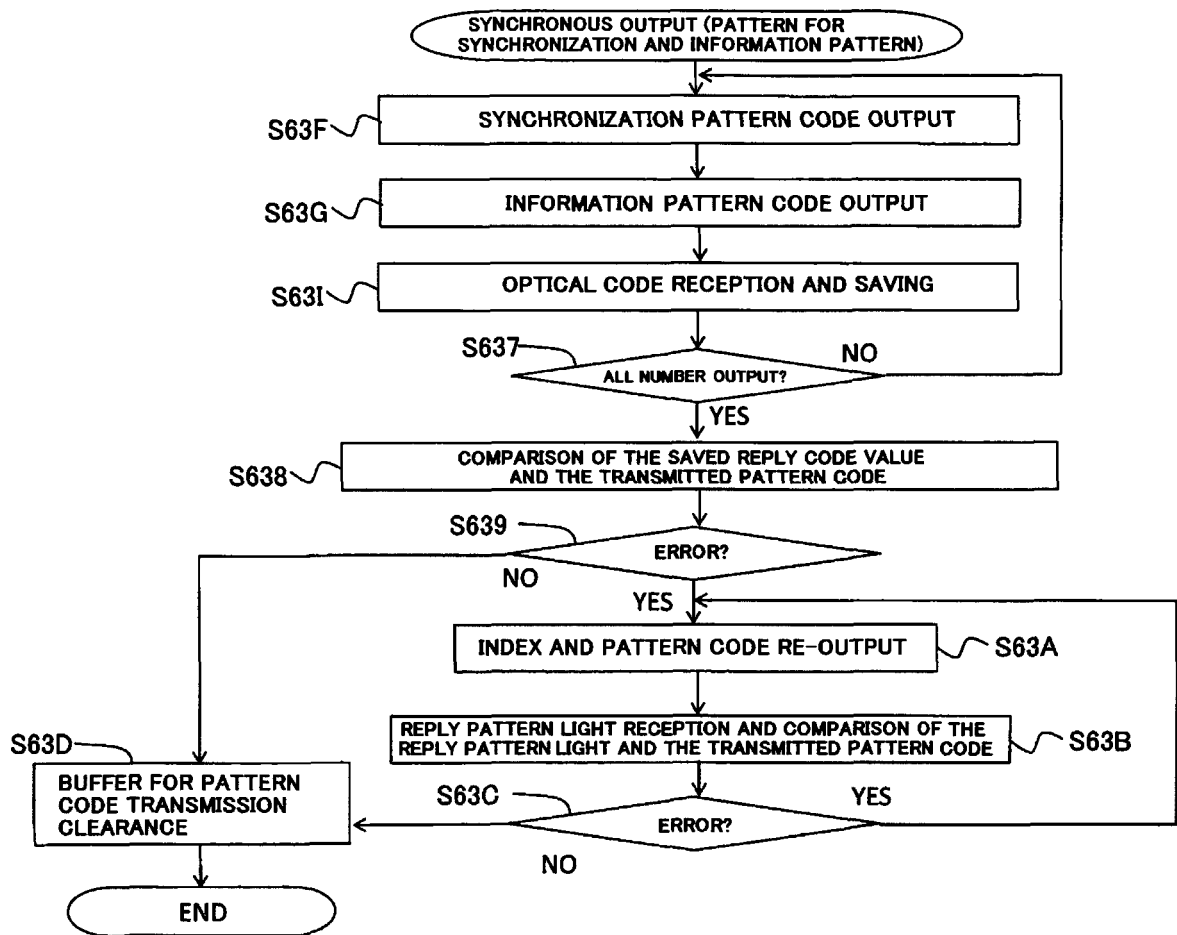 SYNCHRONOUS OUTPUT (PATTERN FOR
SYNCHRONIZATION AND INFORMATION PATTERN)
S63F
SYNCHRONIZATION PATTERN CODE OUTPUT
S63G
INFORMATION PATTERN CODE OUTPUT
S63I
OPTICAL CODE RECEPTION AND SAVING
S637
NO
ALL NUMBER OUTPUT?
YES
S638
COMPARISON OF THE SAVED REPLY CODE VALUE
AND THE TRANSMITTED PATTERN CODE
S639
ERROR?
NO
YES
INDEX AND PATTERN CODE RE-OUTPUT
S63A
REPLY PATTERN LIGHT RECEPTION AND COMPARISON OF THE
REPLY PATTERN LIGHT AND THE TRANSMITTED PATTERN CODE
S63B
S63D
BUFFER FOR PATTERN
CODE TRANSMISSION
CLEARANCE
S63C
YES
ERROR?
NO
END